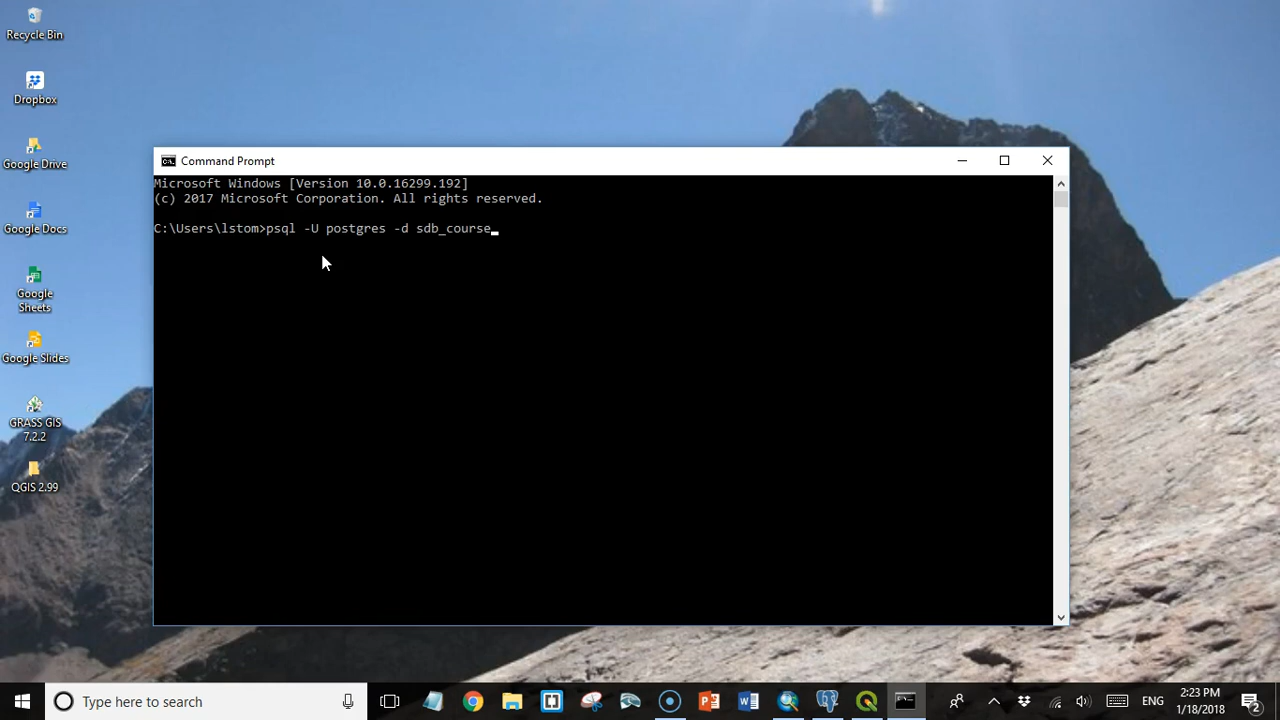 Recycle Bin
Dropbox
Google Drive
Google Docs
Google
Sheets
Google Slides
GRASS GIS
7.2.2
QGIS 2.99
Command Prompt
Microsoft Windows [Version 10.0.16299.192]
(c) 2017 Microsoft Corporation. All rights reserved.
C:\Users\lstom>psql -U postgres -d sdb_course
Type here to search
ENG
2:23 PM
1/18/2018
2